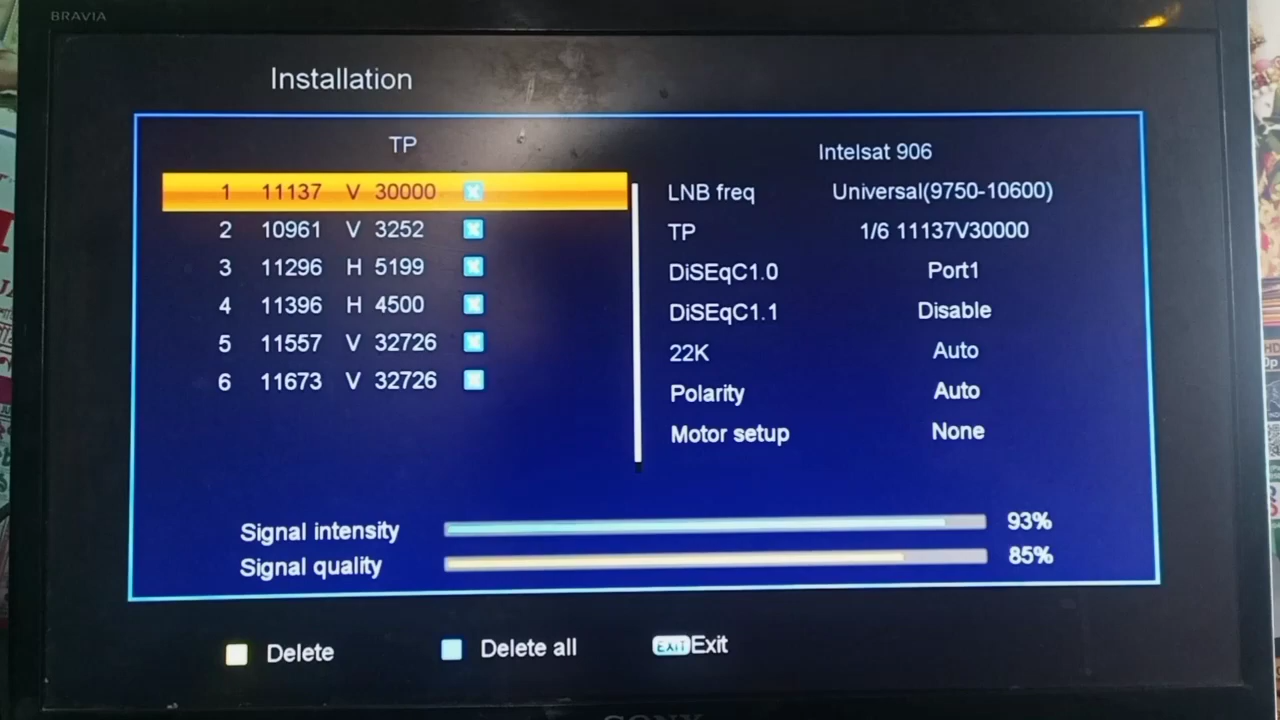 BRAVIA
Installation
TP
1 11137 V 30000
2 10961 V 3252
3 11296 H 5199
4 11396 H 4500
5 11557 V 32726
6 11673 V 32726
Intelsat 906
LNB freq Universal(9750-10600)
TP 1/6 11137V30000
DiSEqC1.0 Port1
DiSEqC1.1 Disable
22K Auto
Polarity Auto
Motor setup None
Signal intensity 93%
Signal quality 85%
Delete Delete all EXIT Exit
SONY